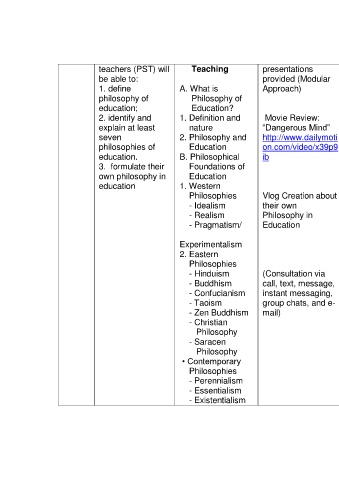 teachers (PST) will
be able to:
1. define
philosophy of
education;
2. identify and
explain at least
seven
philosophies of
education.
3. formulate their
own philosophy in
education
Teaching
A. What is
Philosophy of
Education?
1. Definition and
nature
2. Philosophy and
Education
B. Philosophical
Foundations of
Education
1. Western
Philosophies
- Idealism
- Realism
- Pragmatism/
Experimentalism
2. Eastern
Philosophies
- Hinduism
- Buddhism
- Confucianism
- Taoism
- Zen Buddhism
- Christian
Philosophy
- Saracen
Philosophy
• Contemporary
Philosophies
- Perennialism
- Essentialism
- Existentialism
presentations
provided (Modular
Approach)
Movie Review:
“Dangerous Mind”
http://www.dailymoti
on.com/video/x39p9
ib
Vlog Creation about
their own
Philosophy in
Education
(Consultation via
call, text, message,
instant messaging,
group chats, and e-
mail)